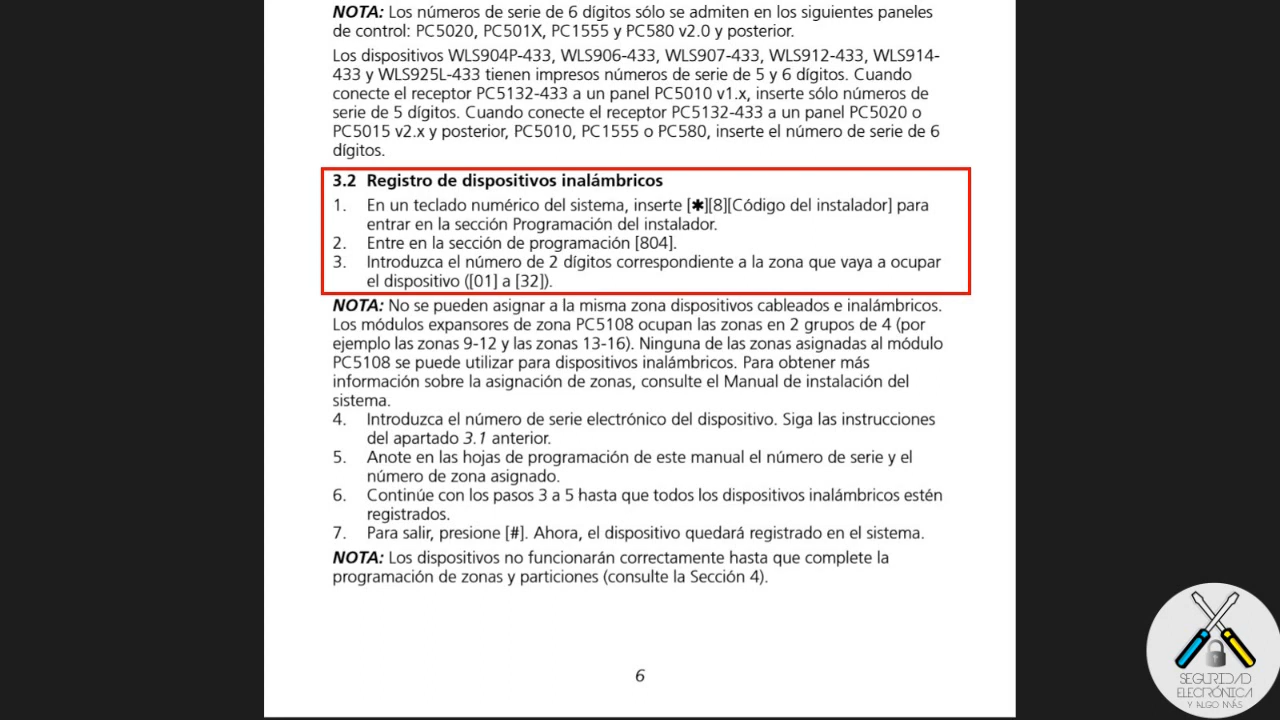 NOTA: Los números de serie de 6 dígitos sólo se admiten en los siguientes paneles
de control: PC5020, PC501X, PC1555 y PC580 v2.0 y posterior.
Los dispositivos WLS904P-433, WLS906-433, WLS907-433, WLS912-433, WLS914-
433 y WLS925L-433 tienen impresos números de serie de 5 y 6 dígitos. Cuando
conecte el receptor PC5132-433 a un panel PC5010 v1.x, inserte sólo números de
serie de 5 dígitos. Cuando conecte el receptor PC5132-433 a un panel PC5020 o
PC5015 v2.x y posterior, PC5010, PC1555 o PC580, inserte el número de serie de 6
dígitos.
3.2 Registro de dispositivos inalámbricos
1. En un teclado numérico del sistema, inserte [✱][8][Código del instalador] para
entrar en la sección Programación del instalador.
2. Entre en la sección de programación [804].
3. Introduzca el número de 2 dígitos correspondiente a la zona que vaya a ocupar
el dispositivo ([01] a [32]).
NOTA: No se pueden asignar a la misma zona dispositivos cableados e inalámbricos.
Los módulos expansores de zona PC5108 ocupan las zonas en 2 grupos de 4 (por
ejemplo las zonas 9-12 y las zonas 13-16). Ninguna de las zonas asignadas al módulo
PC5108 se puede utilizar para dispositivos inalámbricos. Para obtener más
información sobre la asignación de zonas, consulte el Manual de instalación del
sistema.
4. Introduzca el número de serie electrónico del dispositivo. Siga las instrucciones
del apartado 3.1 anterior.
5. Anote en las hojas de programación de este manual el número de serie y el
número de zona asignado.
6. Continúe con los pasos 3 a 5 hasta que todos los dispositivos inalámbricos estén
registrados.
7. Para salir, presione [#]. Ahora, el dispositivo quedará registrado en el sistema.
NOTA: Los dispositivos no funcionarán correctamente hasta que complete la
programación de zonas y particiones (consulte la Sección 4).
6
SEGURIDAD
ELECTRÓNICA
Y ALGO MÁS